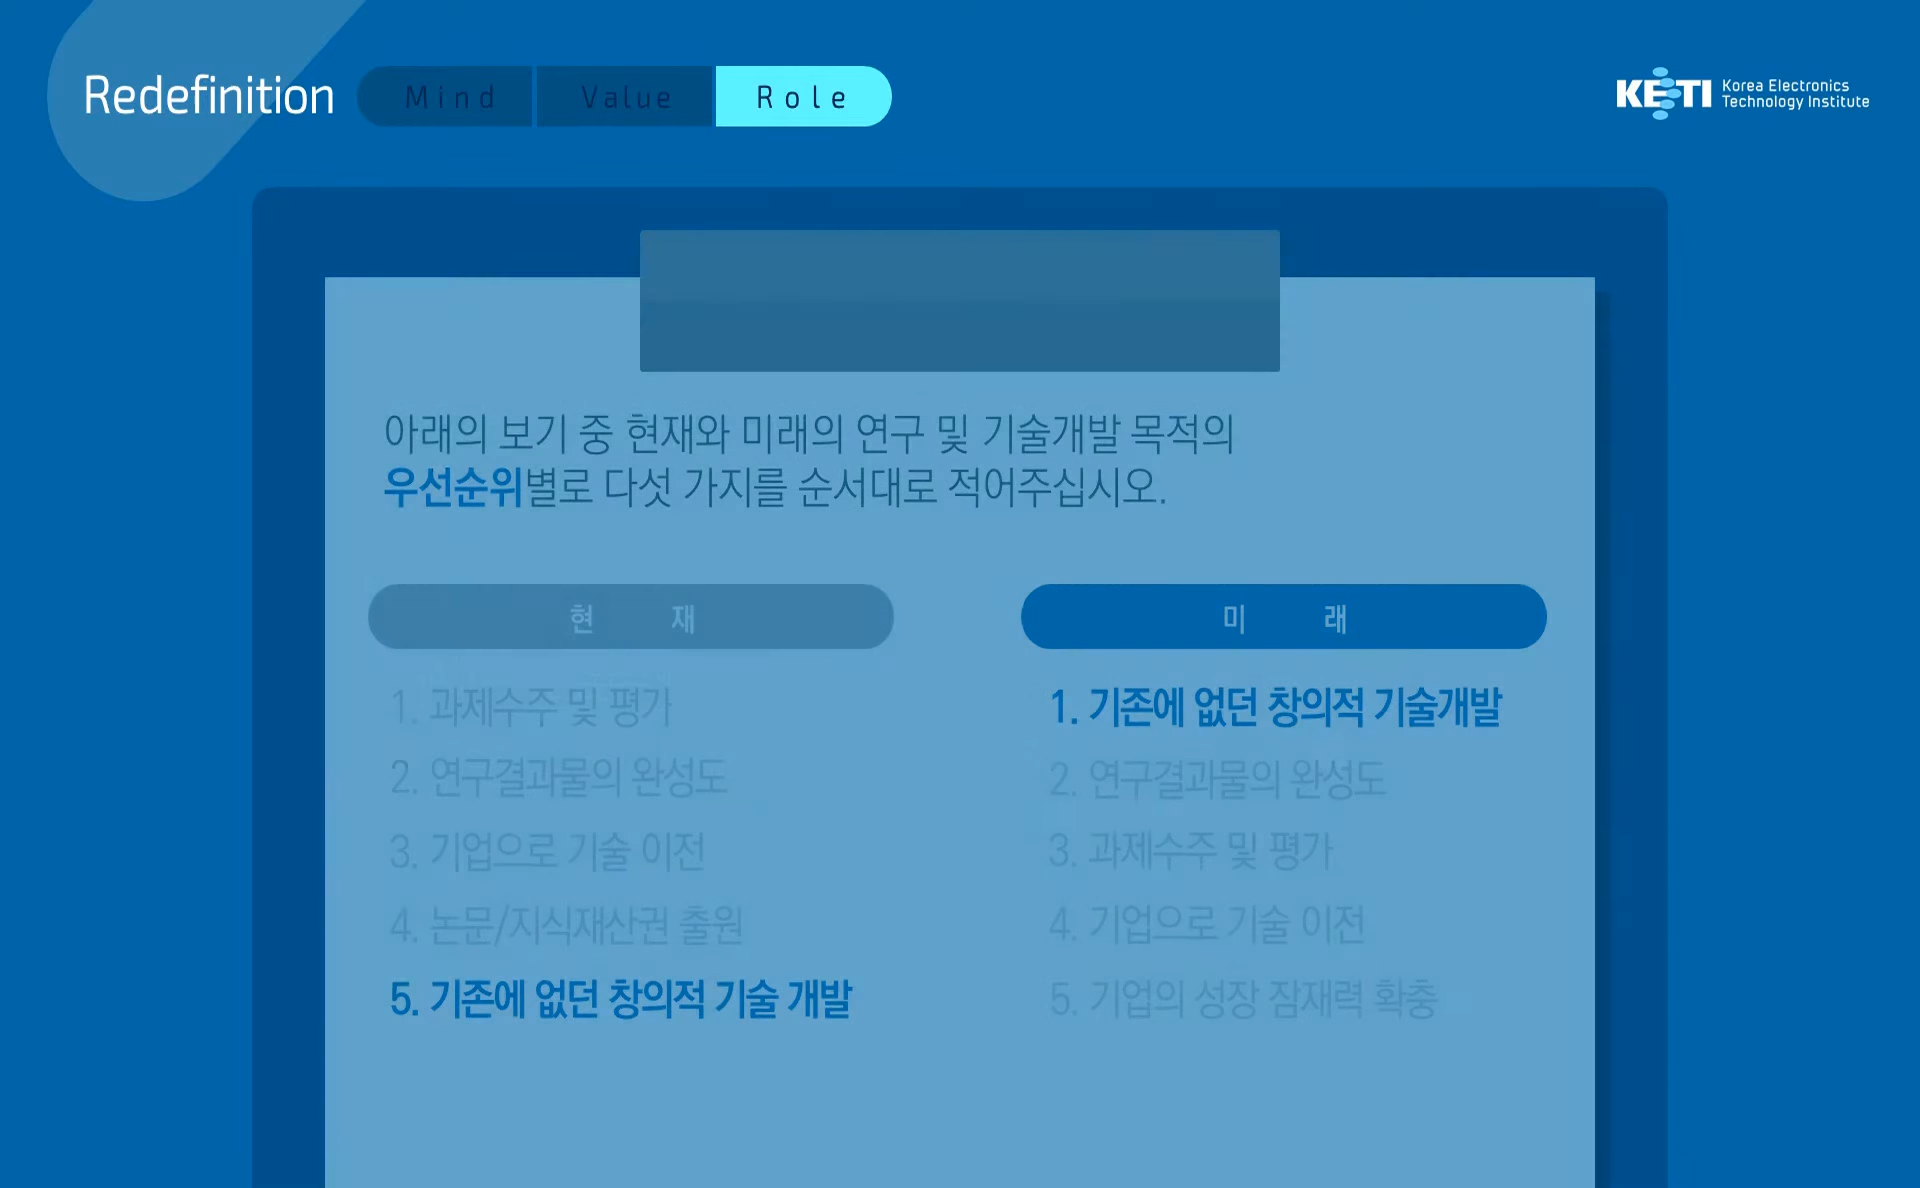 Redefinition
Mind
Value
Role
KETI
Korea Electronics
Technology Institute
아래의 보기 중 현재와 미래의 연구 및 기술개발 목적의
우선순위별로 다섯 가지를 순서대로 적어주십시오.
현 재
1. 과제수주 및 평가
2. 연구결과물의 완성도
3. 기업으로 기술 이전
4. 논문/지식재산권 출원
5. 기존에 없던 창의적 기술 개발
미 래
1. 기존에 없던 창의적 기술개발
2. 연구결과물의 완성도
3. 과제수주 및 평가
4. 기업으로 기술 이전
5. 기업의 성장 잠재력 확충